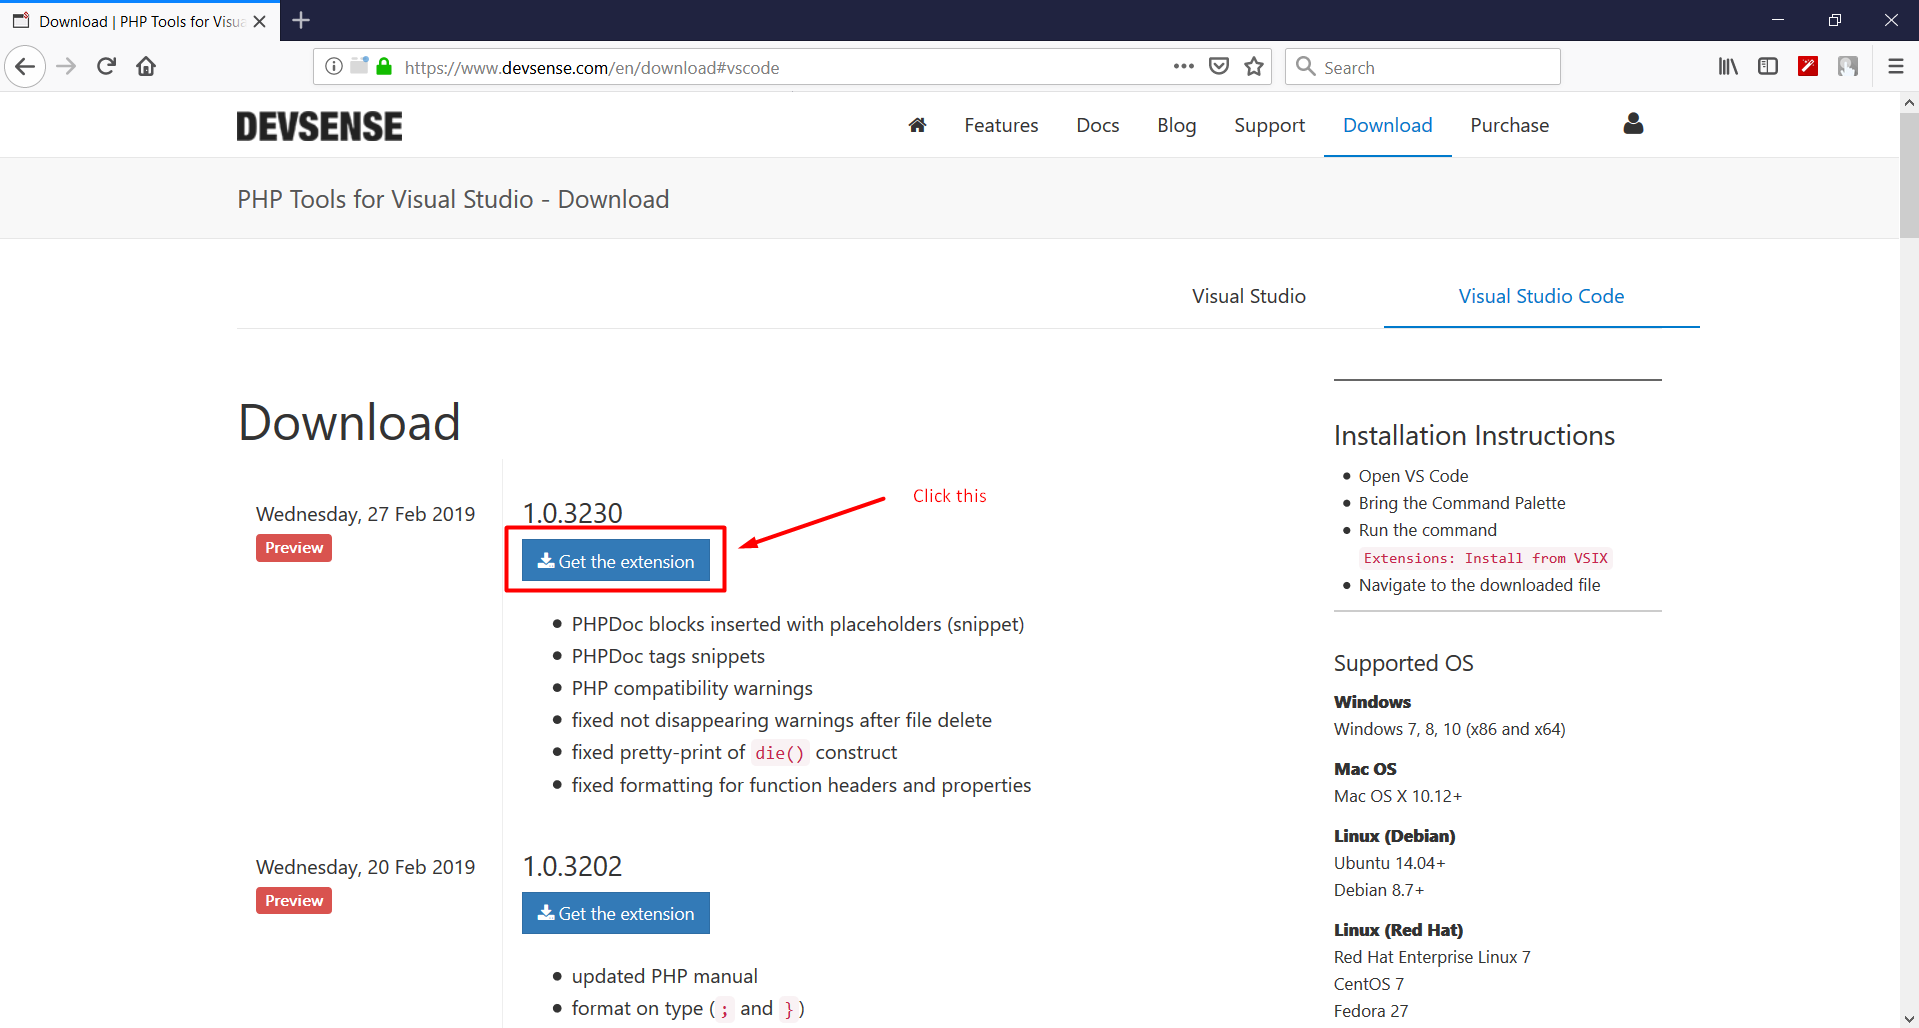 Download | PHP Tools for Visu
https://www.devsense.com/en/download#vscode
Search
DEVSENSE
Features
Docs
Blog
Support
Download
Purchase
PHP Tools for Visual Studio - Download
Visual Studio
Visual Studio Code
Download
Wednesday, 27 Feb 2019
Preview
1.0.3230
Get the extension
Click this
PHPDoc blocks inserted with placeholders (snippet)
PHPDoc tags snippets
PHP compatibility warnings
fixed not disappearing warnings after file delete
fixed pretty-print of die() construct
fixed formatting for function headers and properties
Wednesday, 20 Feb 2019
Preview
1.0.3202
Get the extension
updated PHP manual
format on type (; and })
Installation Instructions
Open VS Code
Bring the Command Palette
Run the command
Extensions: Install from VSIX
Navigate to the downloaded file
Supported OS
Windows
Windows 7, 8, 10 (x86 and x64)
Mac OS
Mac OS X 10.12+
Linux (Debian)
Ubuntu 14.04+
Debian 8.7+
Linux (Red Hat)
Red Hat Enterprise Linux 7
CentOS 7
Fedora 27